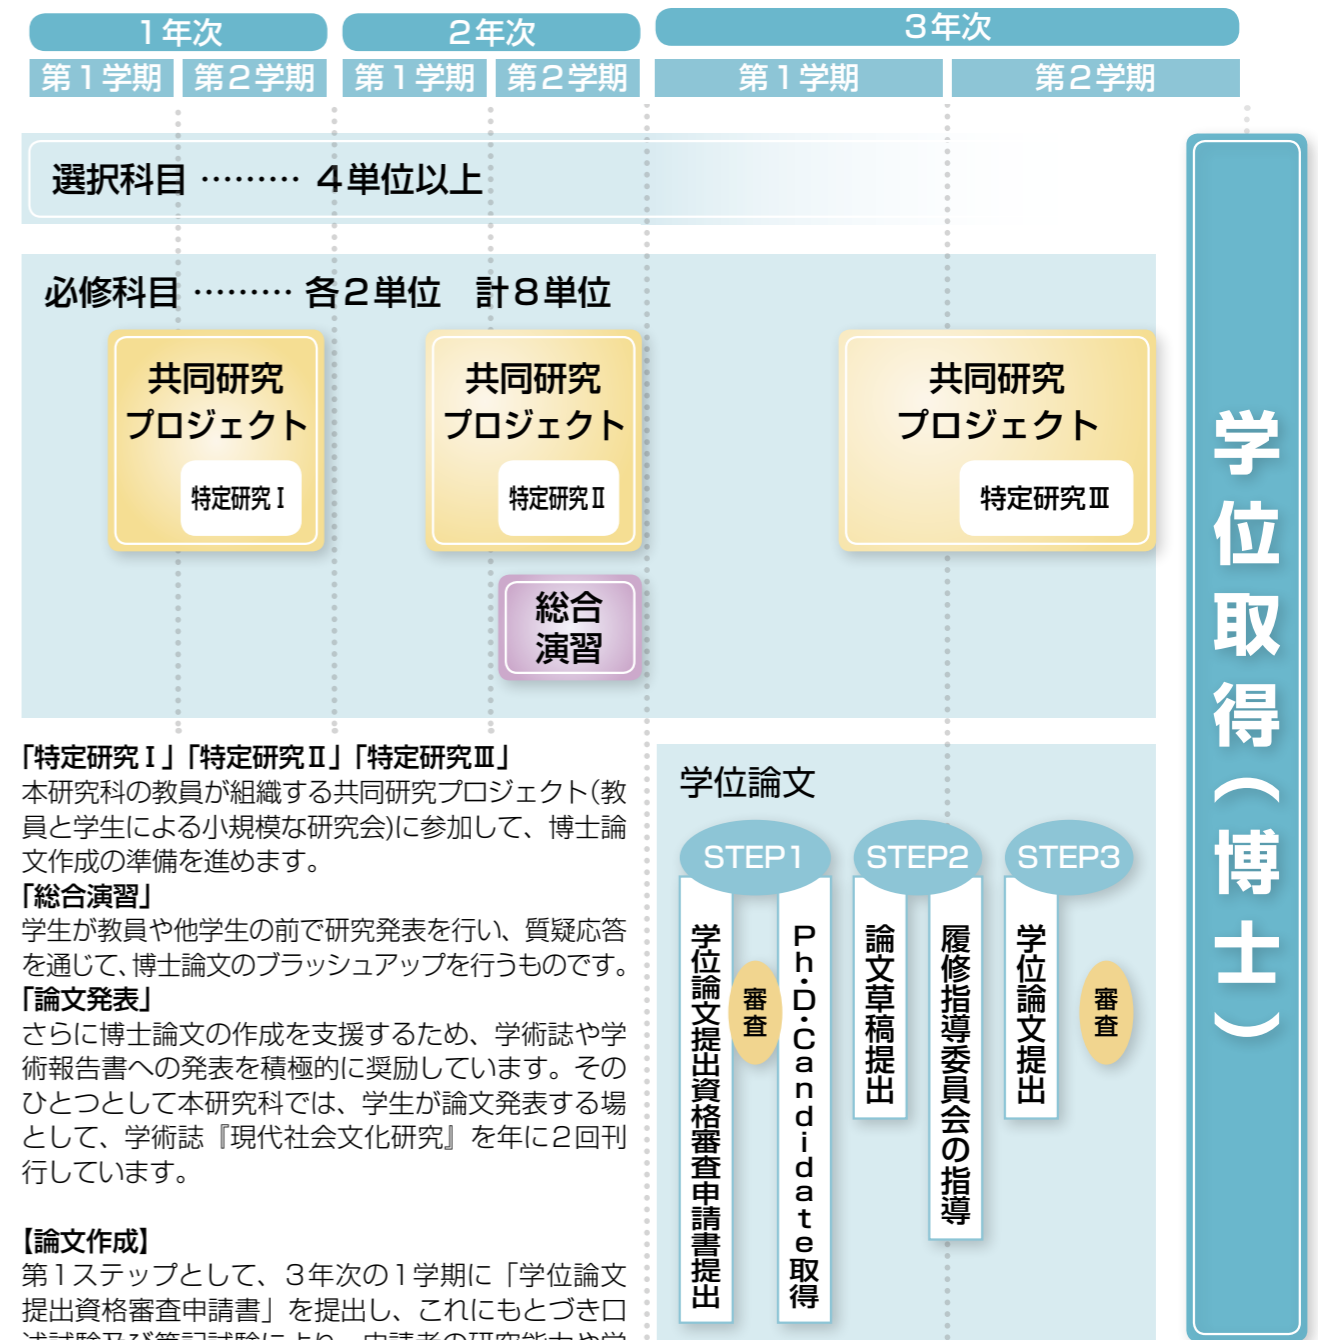 1年次
2年次
3年次
第1学期
第2学期
第1学期
第2学期
第1学期
第2学期
選択科目 ……… 4単位以上
必修科目 ……… 各2単位　計8単位
共同研究
プロジェクト
特定研究Ⅰ
共同研究
プロジェクト
特定研究Ⅱ
共同研究
プロジェクト
特定研究Ⅲ
総合
演習
学位取得(博士)
「特定研究Ⅰ」「特定研究Ⅱ」「特定研究Ⅲ」
本研究科の教員が組織する共同研究プロジェクト(教
員と学生による小規模な研究会)に参加して、博士論
文作成の準備を進めます。
「総合演習」
学生が教員や他学生の前で研究発表を行い、質疑応答
を通じて、博士論文のブラッシュアップを行うものです。
「論文発表」
さらに博士論文の作成を支援するため、学術誌や学
術報告書への発表を積極的に奨励しています。その
ひとつとして本研究科では、学生が論文発表する場
として、学術誌『現代社会文化研究』を年に2回刊
行しています。
【論文作成】
第1ステップとして、3年次の1学期に「学位論文
提出資格審査申請書」を提出し、これにもとづき口
述試験及び筆記試験により、申請者の研究能力や学
学位論文
STEP1
学位論文提出資格審査申請書提出
審査
Ph・D・Candidate取得
STEP2
論文草稿提出
履修指導委員会の指導
STEP3
学位論文提出
審査